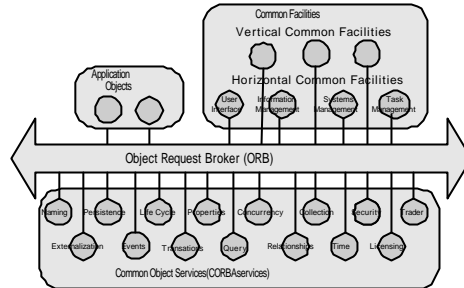 Common Facilities
Vertical Common Facilities
Application
Objects
Horizontal Common Facilities
User Interface
Information Management
Systems Management
Task Management
Object Request Broker (ORB)
Naming Persistence Life Cycle Properties Concurrency Collection Security Trader
Externalization Events Transations Query Relationships Time Licensing
Common Object Services(CORBAservices)